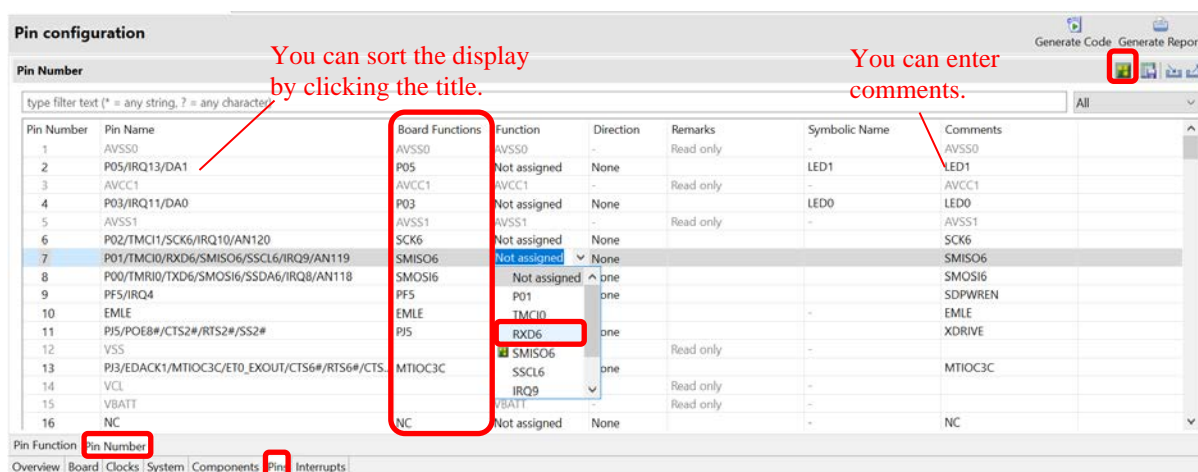 Pin configuration
Generate Code Generate Repor
You can sort the display
by clicking the title.
You can enter
comments.
Pin Number
type filter text (* = any string, ? = any character)
All
Pin Number Pin Name Board Functions Function Direction Remarks Symbolic Name Comments
1 AVSS0 AVSS0 AVSS0 - Read only - AVSS0
2 P05/IRQ13/DA1 P05 Not assigned None LED1 LED1
3 AVCC1 AVCC1 AVCC1 - Read only - AVCC1
4 P03/IRQ11/DA0 P03 Not assigned None LED0 LED0
5 AVSS1 AVSS1 AVSS1 - Read only - AVSS1
6 P02/TMCI1/SCK6/IRQ10/AN120 SCK6 Not assigned None SCK6
7 P01/TMCI0/RXD6/SMISO6/SSCL6/IRQ9/AN119 SMISO6 Not assigned None SMISO6
8 P00/TMRI0/TXD6/SMOSI6/SSDA6/IRQ8/AN118 SMOSI6 Not assigned one SMOSI6
9 PF5/IRQ4 PF5 P01 one SDPWREN
10 EMLE EMLE TMCI0 - EMLE
11 PJ5/POE8#/CTS2#/RTS2#/SS2# PJ5 RXD6 one XDRIVE
12 VSS SMISO6 Read only -
13 PJ3/EDACK1/MTIOC3C/ET0_EXOUT/CTS6#/RTS6#/CTS... MTIOC3C SSCL6 one MTIOC3C
14 VCL IRQ9 Read only -
15 VBATT VBATT - Read only -
16 NC NC Not assigned None - NC
Pin Function Pin Number
Overview Board Clocks System Components Pins Interrupts